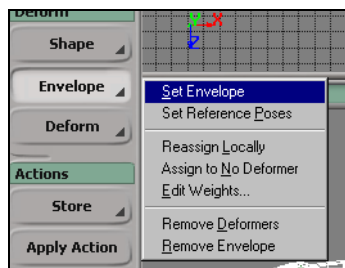 Deform
Y X
Z
Shape
Envelope
Deform
Actions
Store
Apply Action
Set Envelope
Set Reference Poses
Reassign Locally
Assign to No Deformer
Edit Weights...
Remove Deformers
Remove Envelope